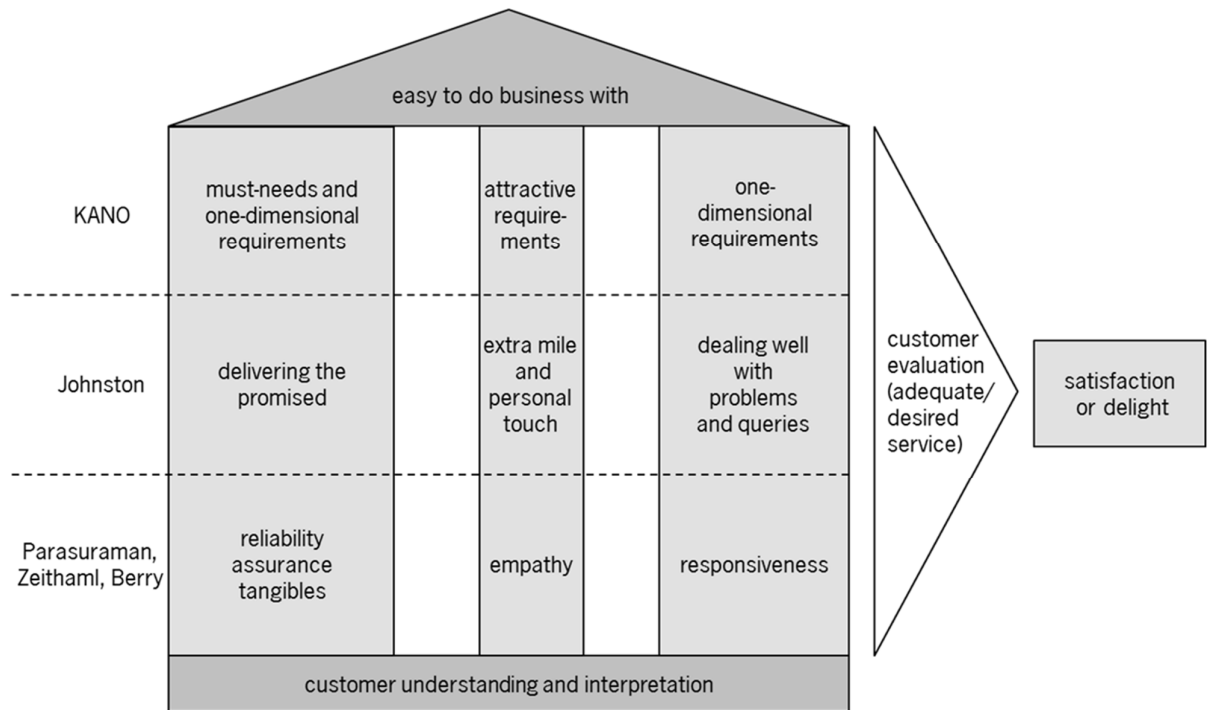 easy to do business with
KANO
must-needs and
one-dimensional
requirements
attractive
require-
ments
one-
dimensional
requirements
Johnston
delivering the
promised
extra mile
and
personal
touch
dealing well
with
problems
and queries
customer
evaluation
(adequate/
desired
service)
satisfaction
or delight
Parasuraman,
Zeithaml, Berry
reliability
assurance
tangibles
empathy
responsiveness
customer understanding and interpretation